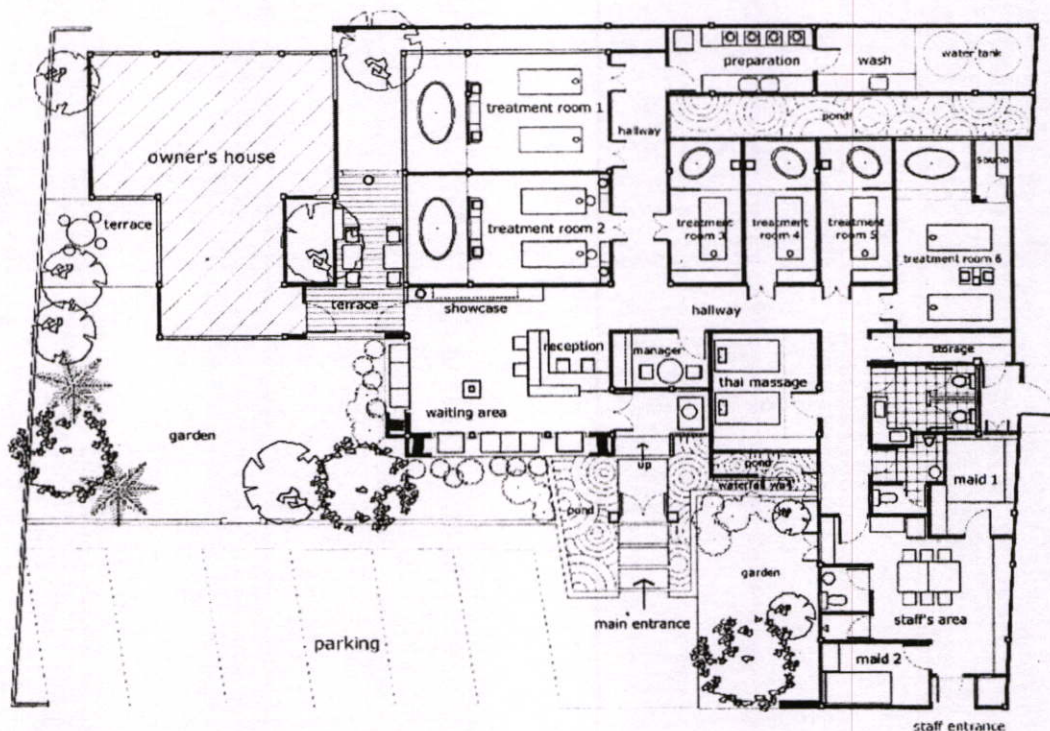 preparation
wash
water tank
treatment room 1
hallway
pond
owner's house
sauna
terrace
treatment room 2
treatment
room 3
treatment
room 4
treatment
room 5
treatment room 6
terrace
showcase
hallway
reception
manager
storage
thai massage
waiting area
garden
up
pond
waterfall wall
maid 1
pond
garden
main entrance
staff's area
parking
maid 2
staff entrance